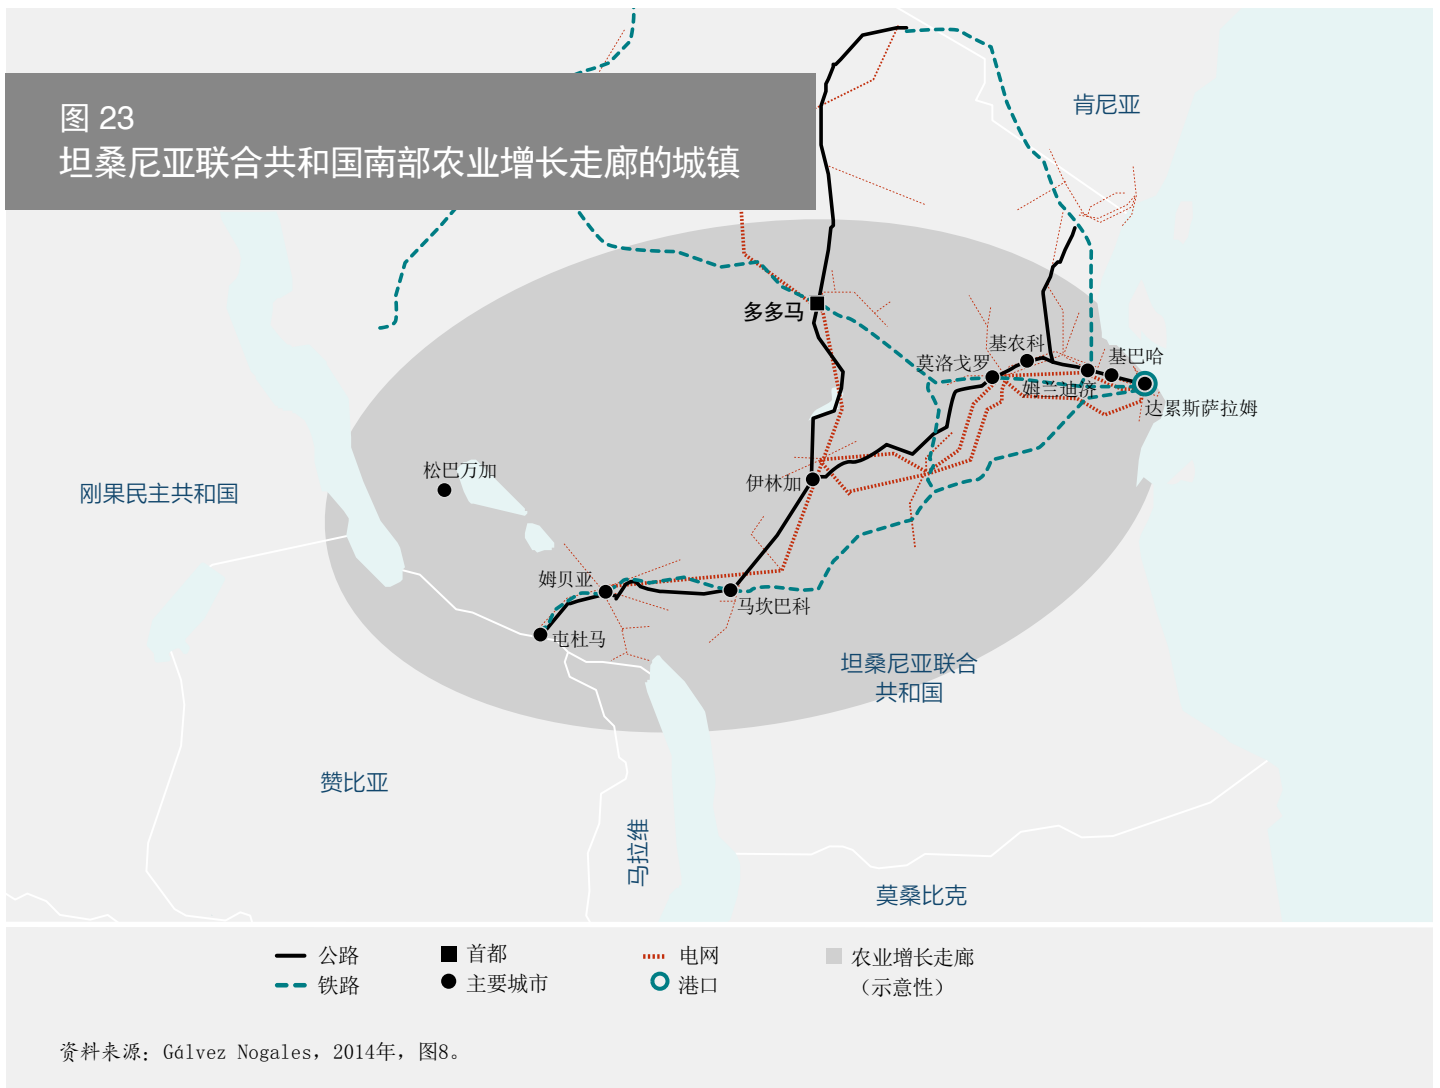 图 23
坦桑尼亚联合共和国南部农业增长走廊的城镇
肯尼亚
多多马
基农科
莫洛戈罗
基巴哈
姆兰迪济
达累斯萨拉姆
松巴万加
伊林加
刚果民主共和国
姆贝亚
马坎巴科
屯杜马
坦桑尼亚联合
共和国
赞比亚
马拉维
莫桑比克
公路
首都
电网
农业增长走廊
（示意性）
铁路
主要城市
港口
资料来源：Gálvez Nogales，2014年，图8。